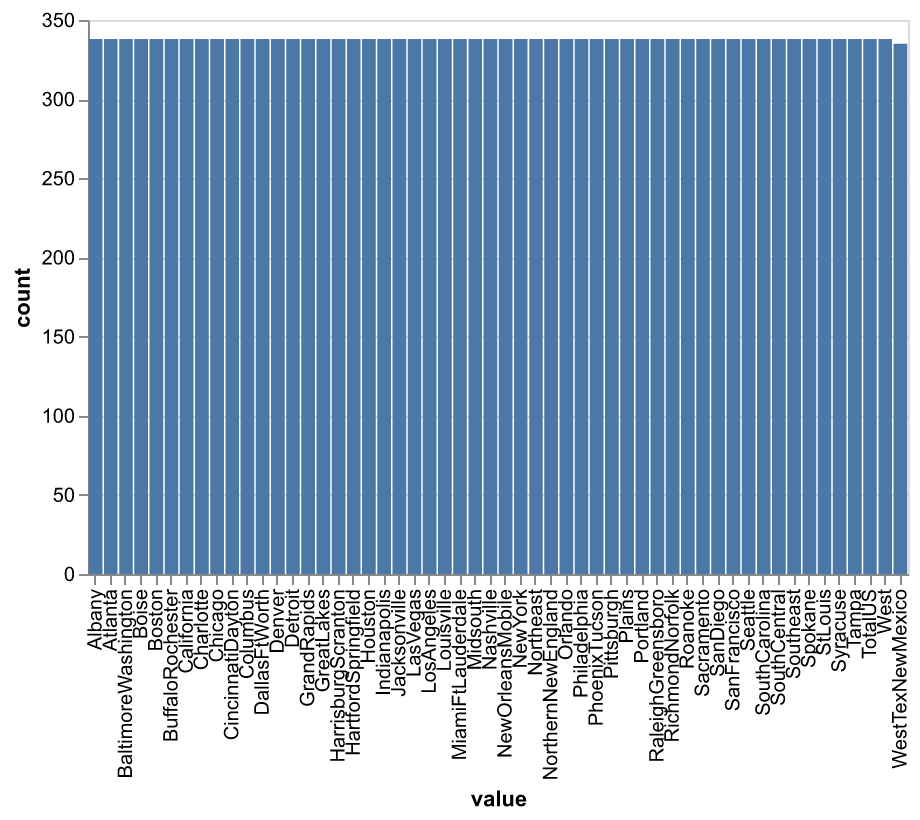 350
300
250
200
150
100
50
0
count
Albany
Atlanta
BaltimoreWashington
Boise
Boston
BuffaloRochester
California
Charlotte
Chicago
CincinnatiDayton
Columbus
DallasFtWorth
Denver
Detroit
GrandRapids
GreatLakes
HarrisburgScranton
HartfordSpringfield
Houston
Indianapolis
Jacksonville
LasVegas
LosAngeles
Louisville
MiamiFtLauderdale
Midsouth
Nashville
NewOrleansMobile
NewYork
Northeast
NorthernNewEngland
Orlando
Philadelphia
PhoenixTucson
Pittsburgh
Plains
Portland
RaleighGreensboro
RichmondNorfolk
Roanoke
Sacramento
SanDiego
SanFrancisco
Seattle
SouthCarolina
SouthCentral
Southeast
Spokane
StLouis
Syracuse
Tampa
TotalUS
West
WestTexNewMexico
value